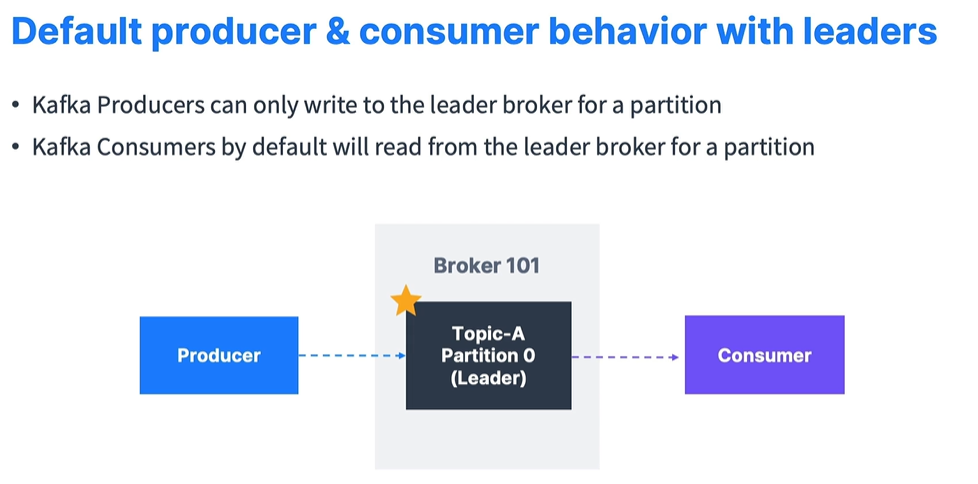 Default producer & consumer behavior with leaders
• Kafka Producers can only write to the leader broker for a partition
• Kafka Consumers by default will read from the leader broker for a partition
Broker 101
Producer
Topic-A
Partition 0
(Leader)
Consumer